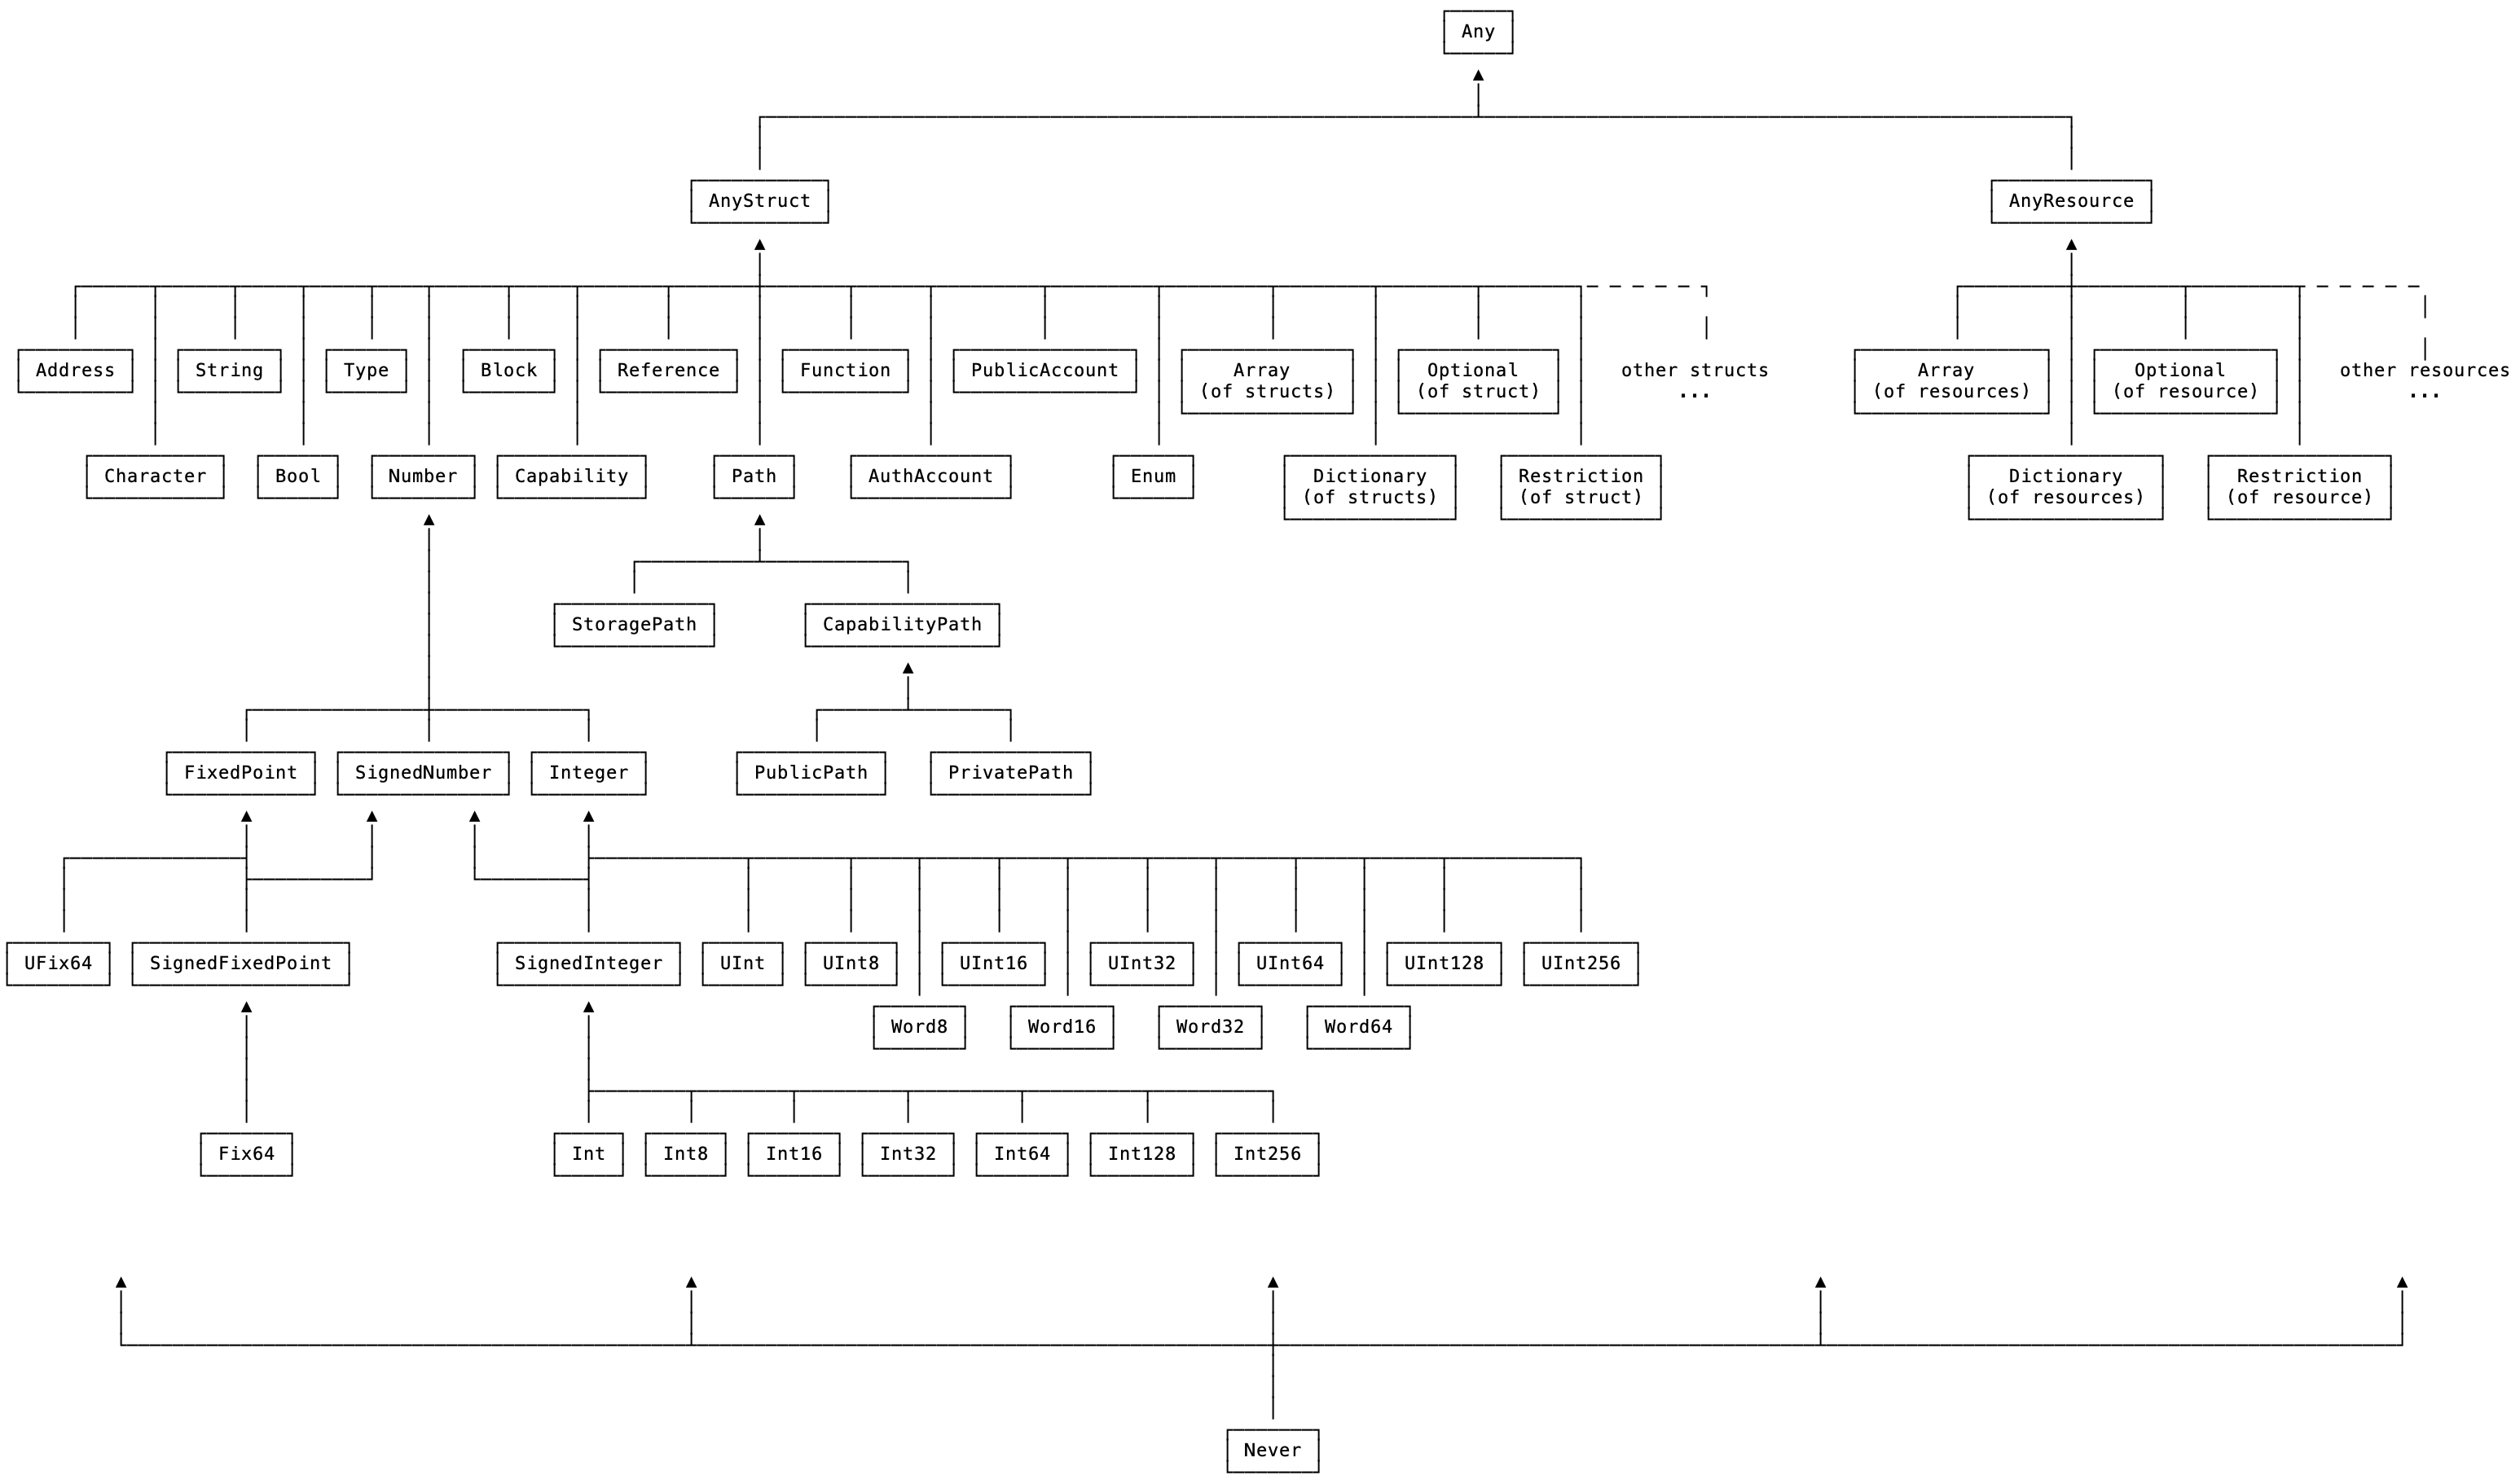 Any
AnyStruct
AnyResource
Address
String
Type
Block
Reference
Function
PublicAccount
Array
(of structs)
Optional
(of struct)
other structs
...
Array
(of resources)
Optional
(of resource)
other resources
...
Character
Bool
Number
Capability
Path
AuthAccount
Enum
Dictionary
(of structs)
Restriction
(of struct)
Dictionary
(of resources)
Restriction
(of resource)
StoragePath
CapabilityPath
FixedPoint
SignedNumber
Integer
PublicPath
PrivatePath
UFix64
SignedFixedPoint
SignedInteger
UInt
UInt8
UInt16
UInt32
UInt64
UInt128
UInt256
Word8
Word16
Word32
Word64
Fix64
Int
Int8
Int16
Int32
Int64
Int128
Int256
Never